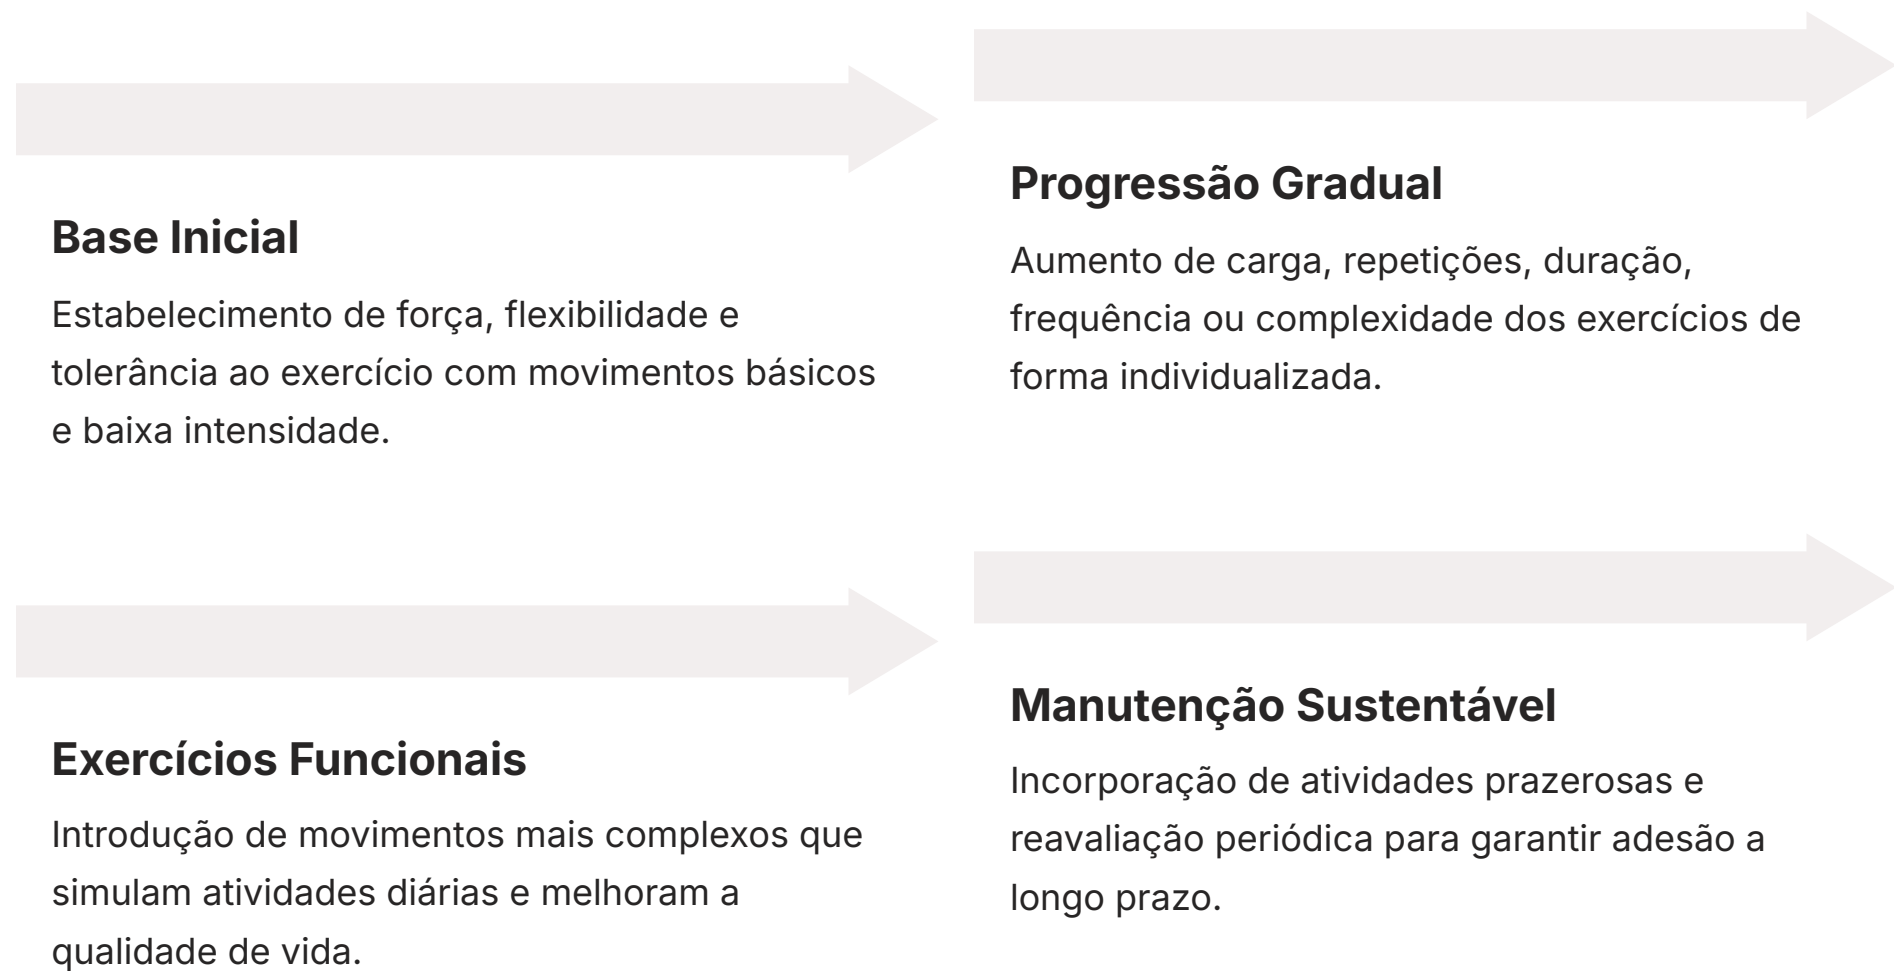 Base Inicial
Estabelecimento de força, flexibilidade e
tolerância ao exercício com movimentos básicos
e baixa intensidade.
Progressão Gradual
Aumento de carga, repetições, duração,
frequência ou complexidade dos exercícios de
forma individualizada.
Exercícios Funcionais
Introdução de movimentos mais complexos que
simulam atividades diárias e melhoram a
qualidade de vida.
Manutenção Sustentável
Incorporação de atividades prazerosas e
reavaliação periódica para garantir adesão a
longo prazo.